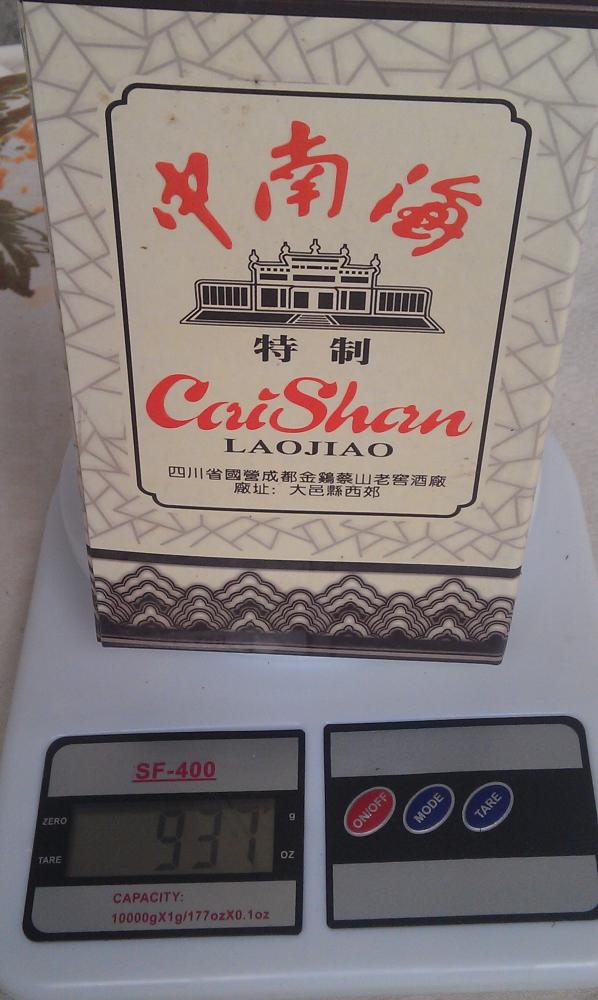 中南海
特制
CaiShan
LAOJIAO
四川省國營成都金鷄蔡山老窖酒廠
廠址：大邑縣西郊
SF-400
ZERO
937
g
TARE
OZ
CAPACITY:
10000gX1g/177ozX0.1oz
ON/OFF
MODE
TARE